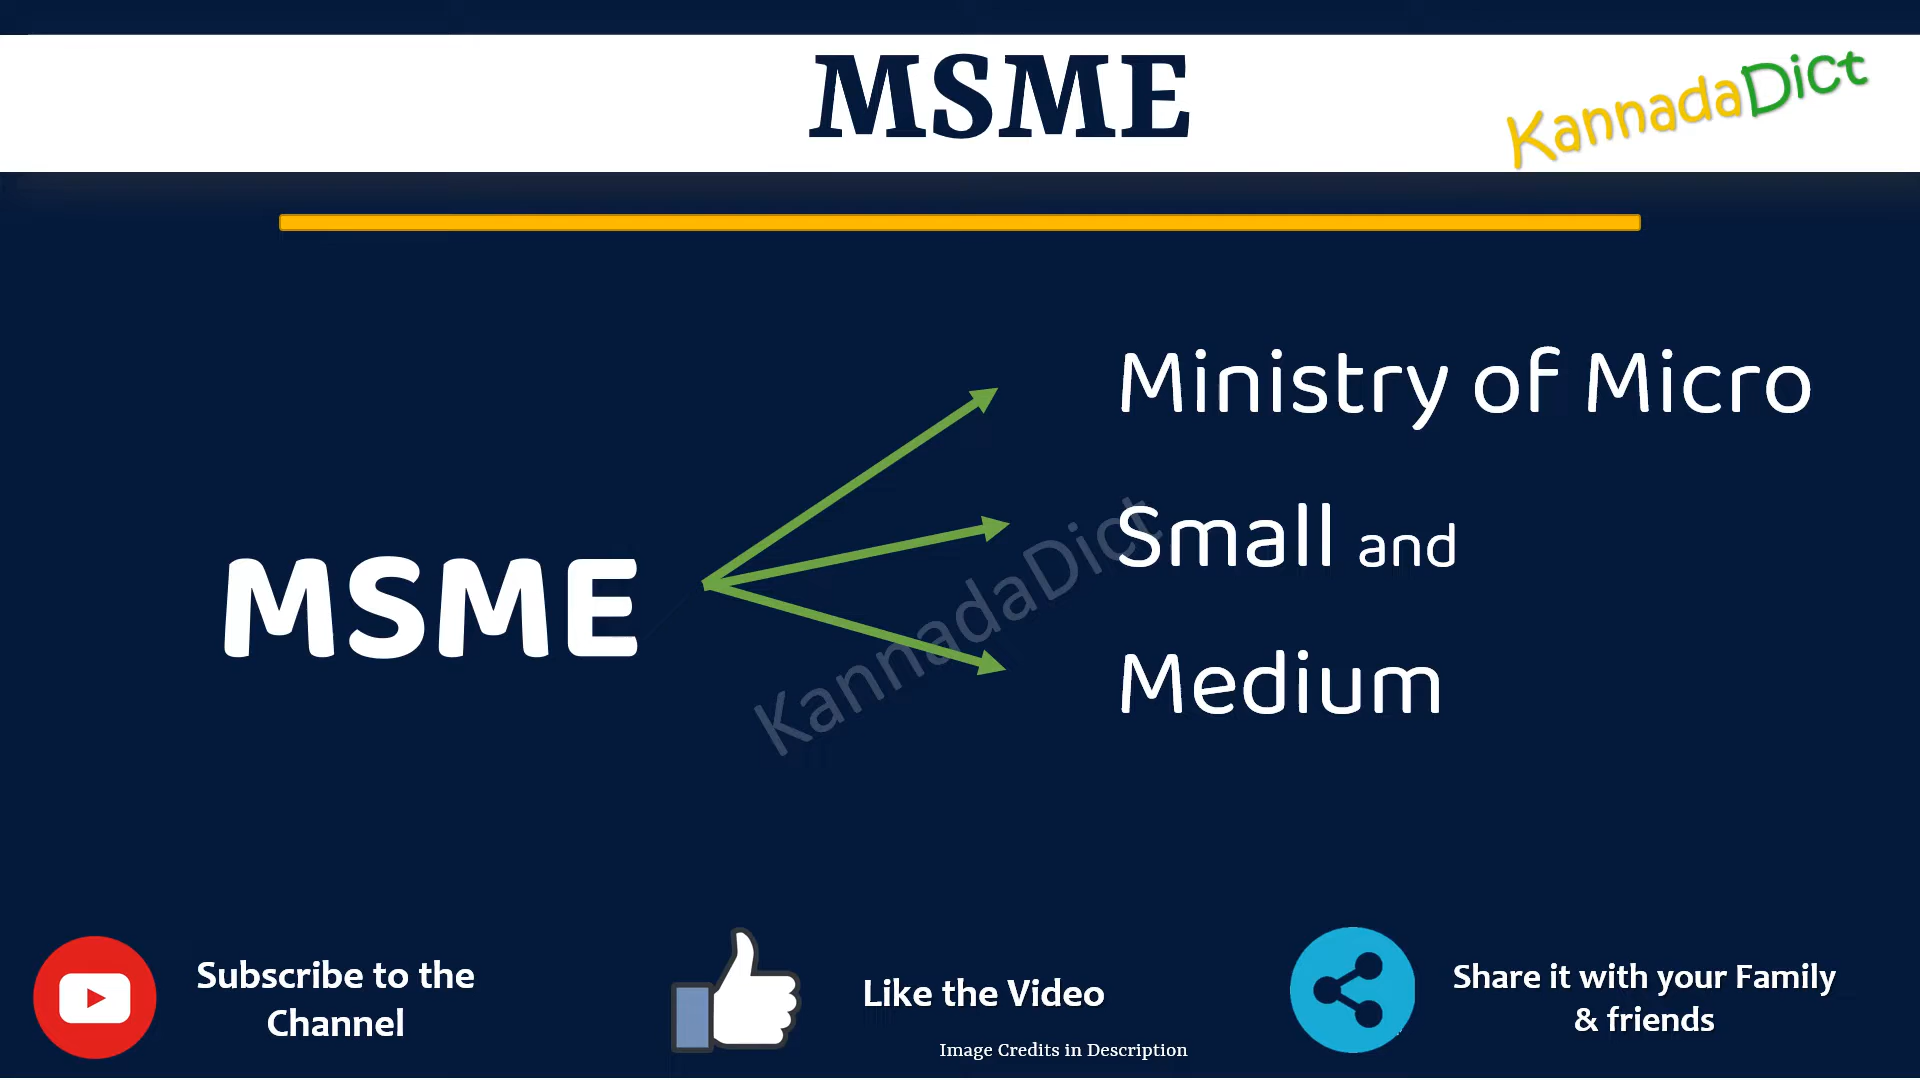 MSME
KannadaDict
Ministry of Micro
Small and
MSME
KannadaDict
Medium
Subscribe to the
Channel
Like the Video
Share it with your Family
& friends
Image Credits in Description